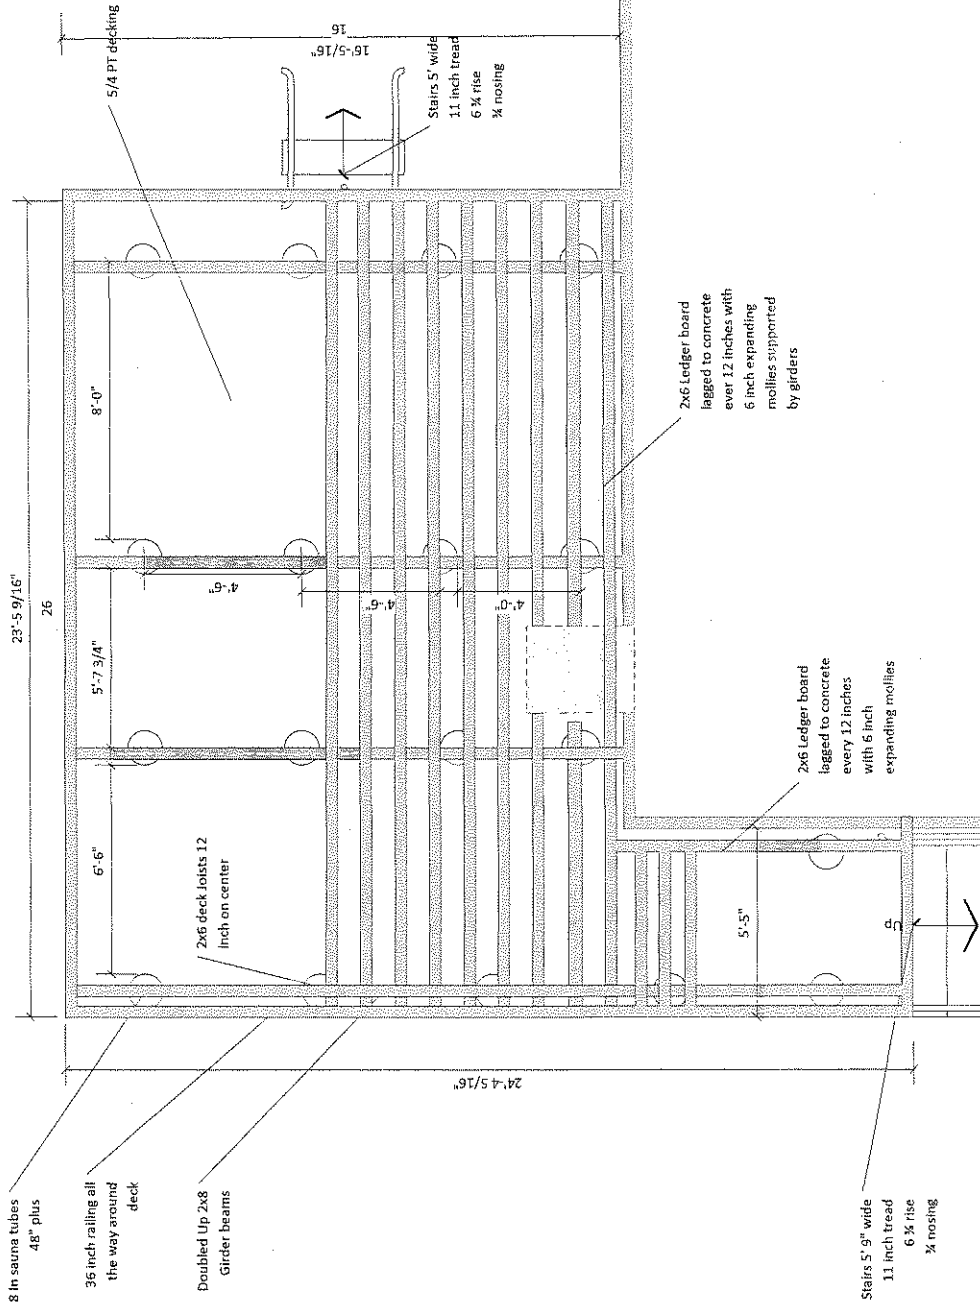 16
16'-5/16"
5/4 PT decking
Stairs 5' wide
11 inch tread
6 ¾ rise
¾ nosing
23'-5 9/16"
26
8'-0"
5'-7 3/4"
6'-6"
4'-6"
4'-6"
4'-0"
2x6 deck Joists 12
inch on center
2x6 Ledger board
lagged to concrete
ever 12 inches with
6 inch expanding
mollies supported
by girders
2x6 Ledger board
lagged to concrete
every 12 inches
with 6 inch
expanding mollies
5'-5"
Up
24'-4 5/16"
8 In sauna tubes
48" plus
36 inch railing all
the way around
deck
Doubled Up 2x8
Girder beams
Stairs 5' 9" wide
11 inch tread
6 ¾ rise
¾ nosing